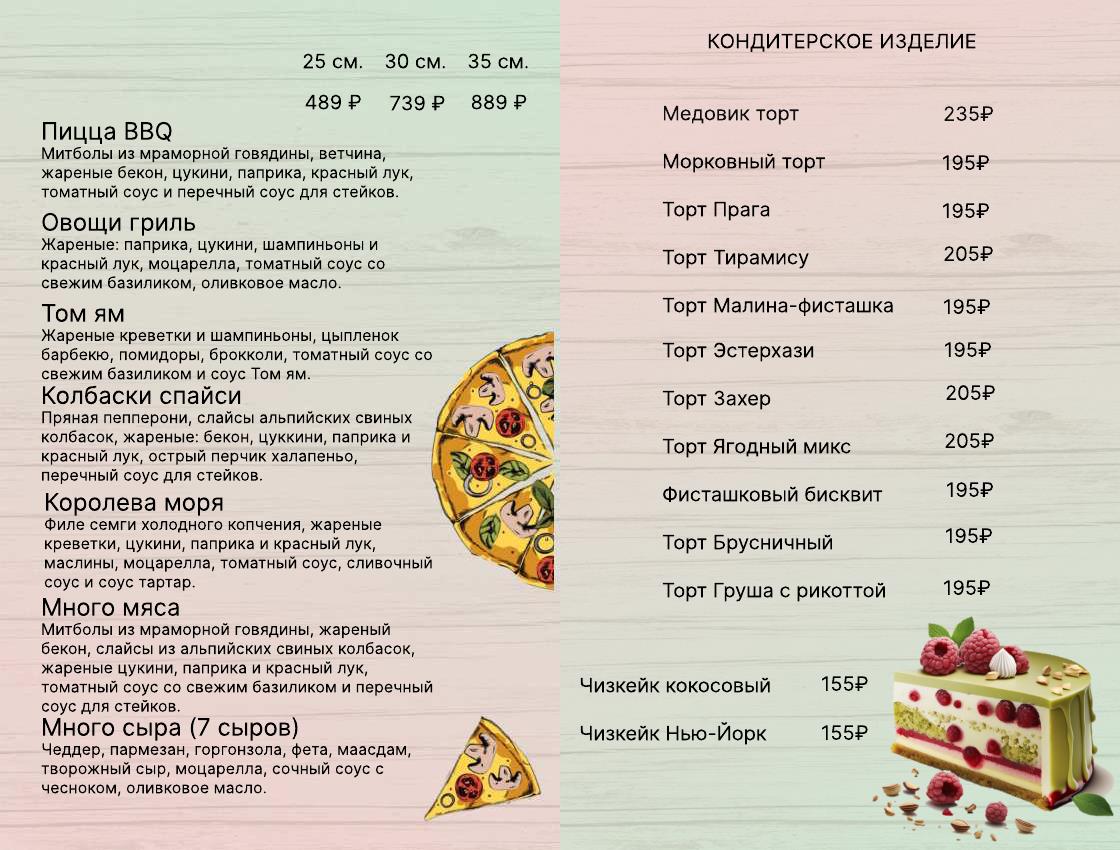 25 см. 30 см. 35 см.
489 ₽ 739 ₽ 889 ₽
Пицца BBQ
Митболы из мраморной говядины, ветчина,
жареные бекон, цукини, паприка, красный лук,
томатный соус и перечный соус для стейков.
Овощи гриль
Жареные: паприка, цукини, шампиньоны и
красный лук, моцарелла, томатный соус со
свежим базиликом, оливковое масло.
Том ям
Жареные креветки и шампиньоны, цыпленок
барбекю, помидоры, брокколи, томатный соус со
свежим базиликом и соус Том ям.
Колбаски спайси
Пряная пепперони, слайсы альпийских свиных
колбасок, жареные: бекон, цуккини, паприка и
красный лук, острый перчик халапеньо,
перечный соус для стейков.
Королева моря
Филе семги холодного копчения, жареные
креветки, цукини, паприка и красный лук,
маслины, моцарелла, томатный соус, сливочный
соус и соус тартар.
Много мяса
Митболы из мраморной говядины, жареный
бекон, слайсы из альпийских свиных колбасок,
жареные цукини, паприка и красный лук,
томатный соус со свежим базиликом и перечный
соус для стейков.
Много сыра (7 сыров)
Чеддер, пармезан, горгонзола, фета, маасдам,
творожный сыр, моцарелла, сочный соус с
чесноком, оливковое масло.
КОНДИТЕРСКОЕ ИЗДЕЛИЕ
Медовик торт 235₽
Морковный торт 195₽
Торт Прага 195₽
Торт Тирамису 205₽
Торт Малина-фисташка 195₽
Торт Эстерхази 195₽
Торт Захер 205₽
Торт Ягодный микс 205₽
Фисташковый бисквит 195₽
Торт Брусничный 195₽
Торт Груша с рикоттой 195₽
Чизкейк кокосовый 155₽
Чизкейк Нью-Йорк 155₽